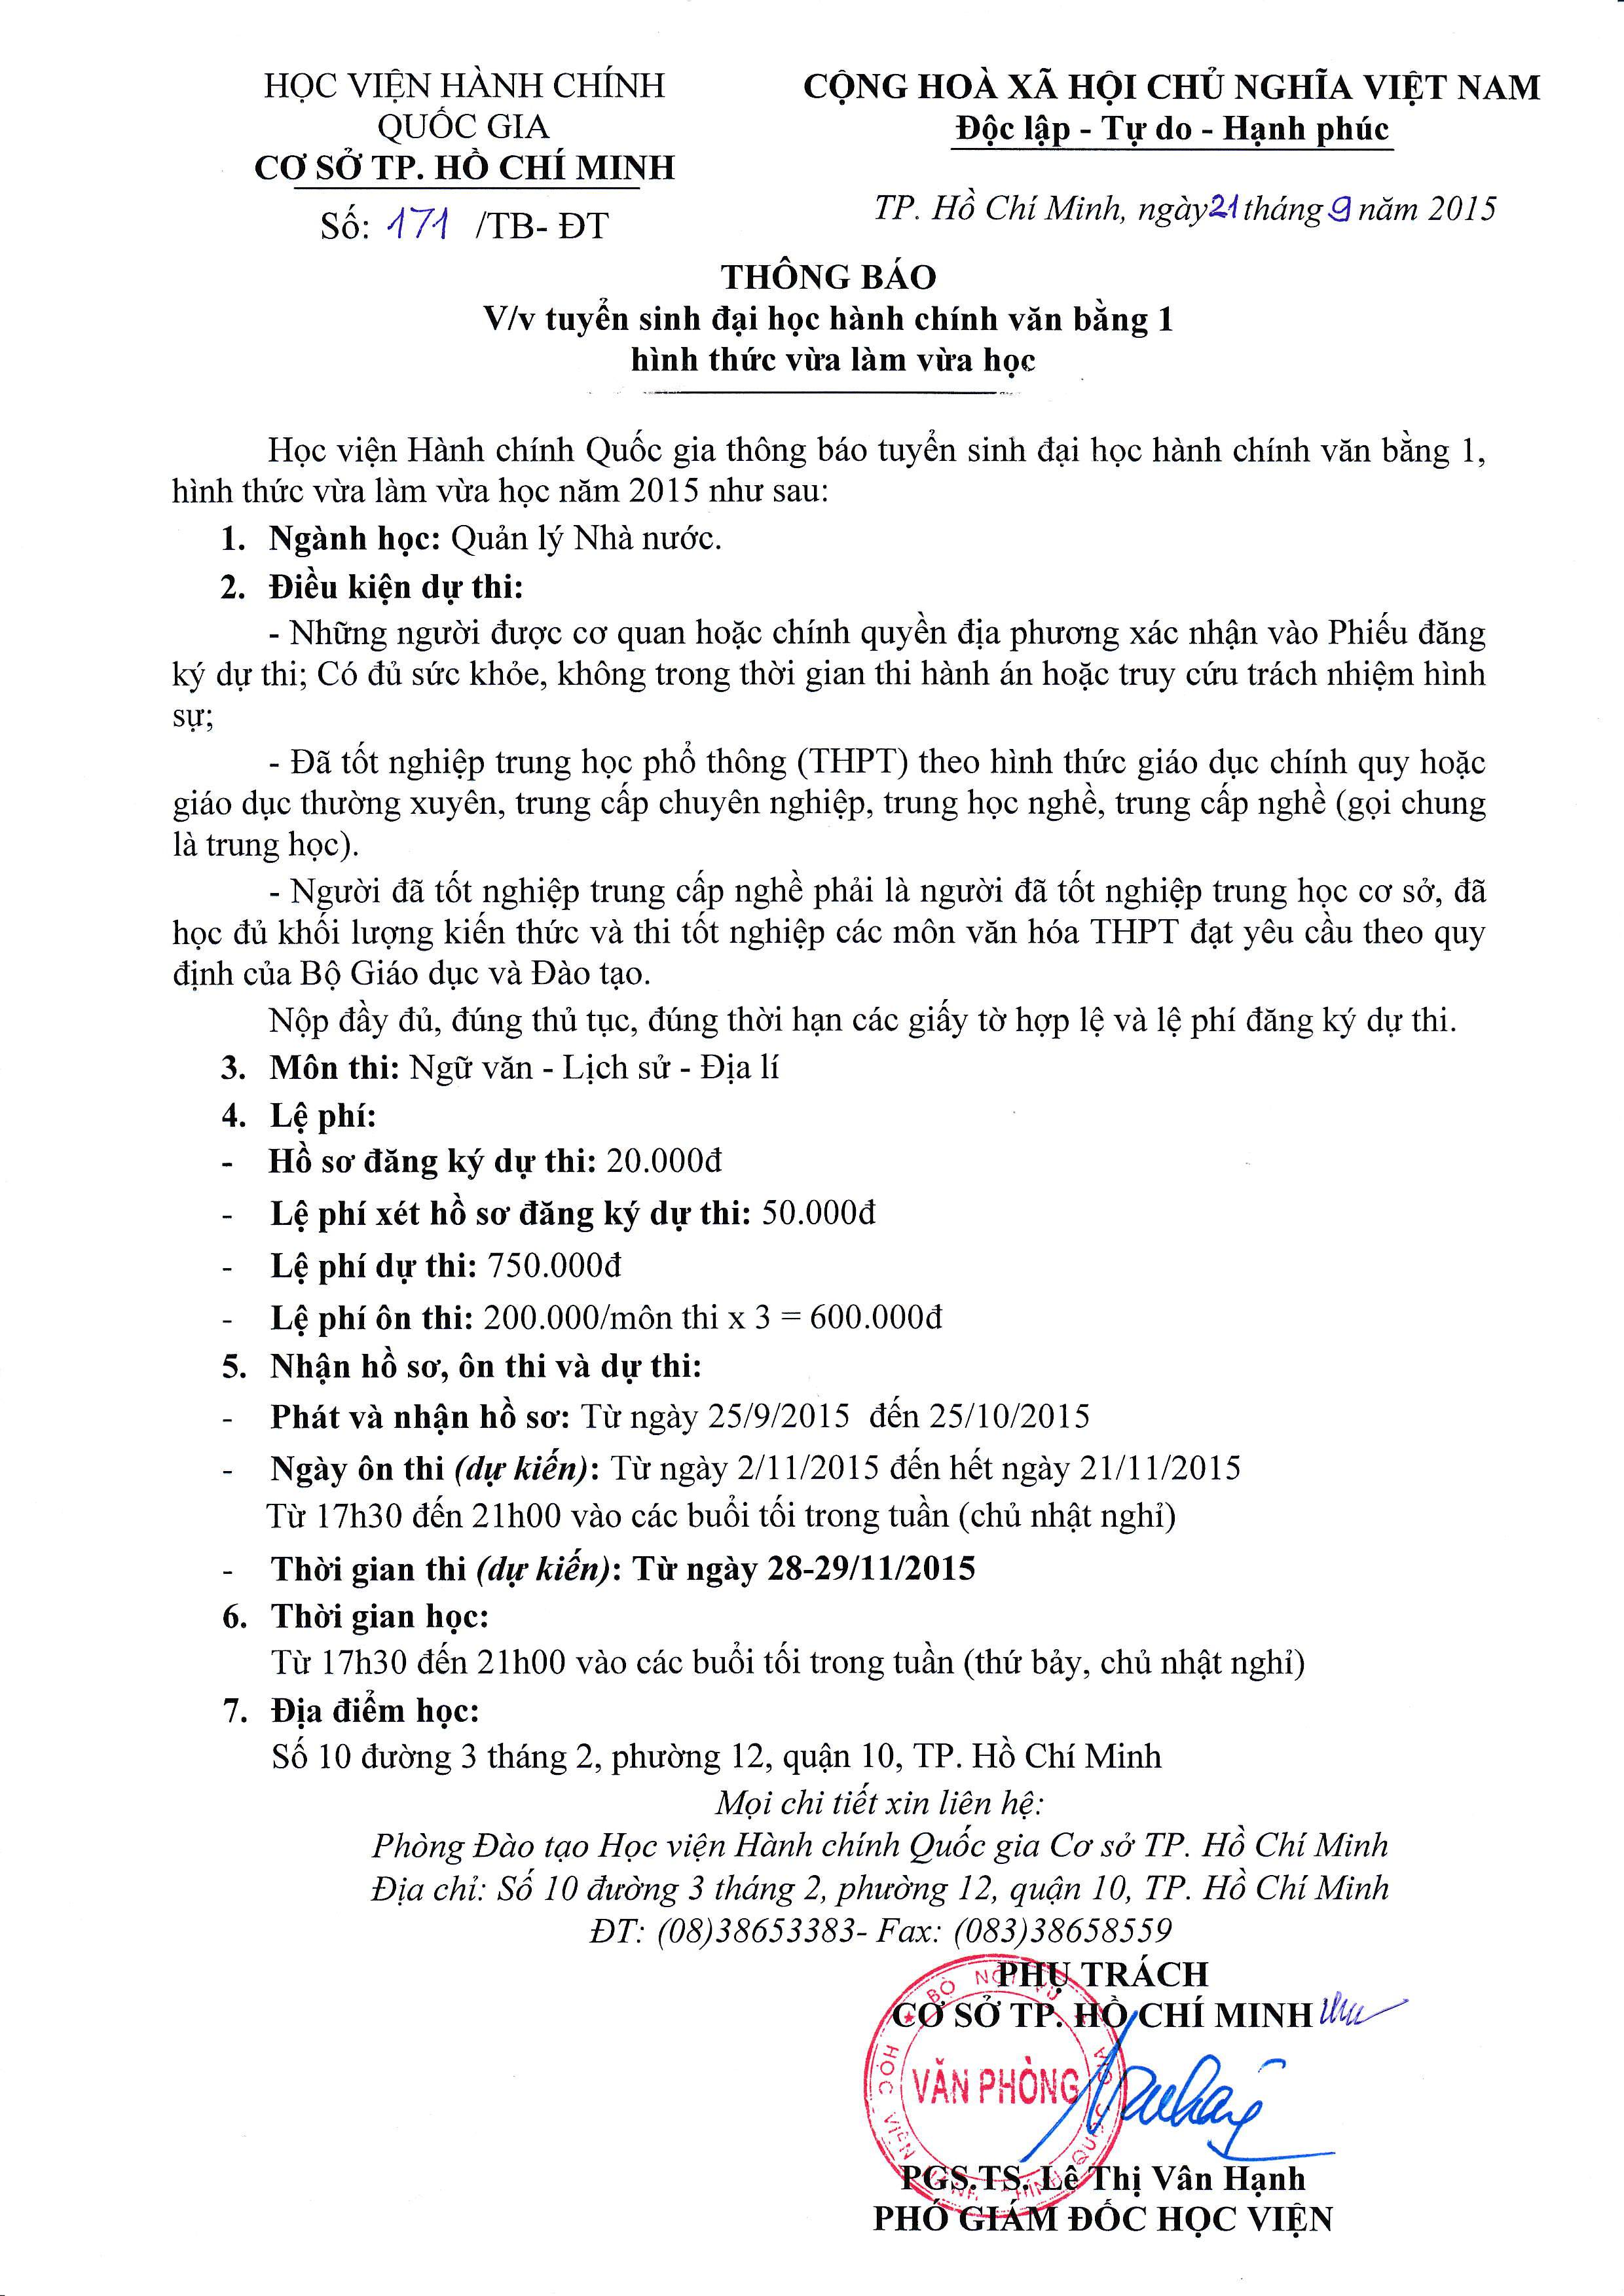 HỌC VIỆN HÀNH CHÍNH
QUỐC GIA
CƠ SỞ TP. HỒ CHÍ MINH
Số: 171 /TB- ĐT
CỘNG HOÀ XÃ HỘI CHỦ NGHĨA VIỆT NAM
Độc lập - Tự do - Hạnh phúc
TP. Hồ Chí Minh, ngày 21 tháng 9 năm 2015
THÔNG BÁO
V/v tuyển sinh đại học hành chính văn bằng 1
hình thức vừa làm vừa học
Học viện Hành chính Quốc gia thông báo tuyển sinh đại học hành chính văn bằng 1,
hình thức vừa làm vừa học năm 2015 như sau:
1. Ngành học: Quản lý Nhà nước.
2. Điều kiện dự thi:
- Những người được cơ quan hoặc chính quyền địa phương xác nhận vào Phiếu đăng
ký dự thi; Có đủ sức khỏe, không trong thời gian thi hành án hoặc truy cứu trách nhiệm hình
sự;
- Đã tốt nghiệp trung học phổ thông (THPT) theo hình thức giáo dục chính quy hoặc
giáo dục thường xuyên, trung cấp chuyên nghiệp, trung học nghề, trung cấp nghề (gọi chung
là trung học).
- Người đã tốt nghiệp trung cấp nghề phải là người đã tốt nghiệp trung học cơ sở, đã
học đủ khối lượng kiến thức và thi tốt nghiệp các môn văn hóa THPT đạt yêu cầu theo quy
định của Bộ Giáo dục và Đào tạo.
Nộp đầy đủ, đúng thủ tục, đúng thời hạn các giấy tờ hợp lệ và lệ phí đăng ký dự thi.
3. Môn thi: Ngữ văn - Lịch sử - Địa lí
4. Lệ phí:
- Hồ sơ đăng ký dự thi: 20.000đ
- Lệ phí xét hồ sơ đăng ký dự thi: 50.000đ
- Lệ phí dự thi: 750.000đ
- Lệ phí ôn thi: 200.000/môn thi x 3 = 600.000đ
5. Nhận hồ sơ, ôn thi và dự thi:
- Phát và nhận hồ sơ: Từ ngày 25/9/2015 đến 25/10/2015
- Ngày ôn thi (dự kiến): Từ ngày 2/11/2015 đến hết ngày 21/11/2015
Từ 17h30 đến 21h00 vào các buổi tối trong tuần (chủ nhật nghỉ)
- Thời gian thi (dự kiến): Từ ngày 28-29/11/2015
6. Thời gian học:
Từ 17h30 đến 21h00 vào các buổi tối trong tuần (thứ bảy, chủ nhật nghỉ)
7. Địa điểm học:
Số 10 đường 3 tháng 2, phường 12, quận 10, TP. Hồ Chí Minh
Mọi chi tiết xin liên hệ:
Phòng Đào tạo Học viện Hành chính Quốc gia Cơ sở TP. Hồ Chí Minh
Địa chỉ: Số 10 đường 3 tháng 2, phường 12, quận 10, TP. Hồ Chí Minh
ĐT: (08)38653383- Fax: (083)38658559
PHỤ TRÁCH
CƠ SỞ TP. HỒ CHÍ MINH
BỘ NỘI VỤ
HỌC VIỆN HÀNH CHÍNH QUỐC GIA
VĂN PHÒNG
PGS.TS. Lê Thị Vân Hạnh
PHÓ GIÁM ĐỐC HỌC VIỆN